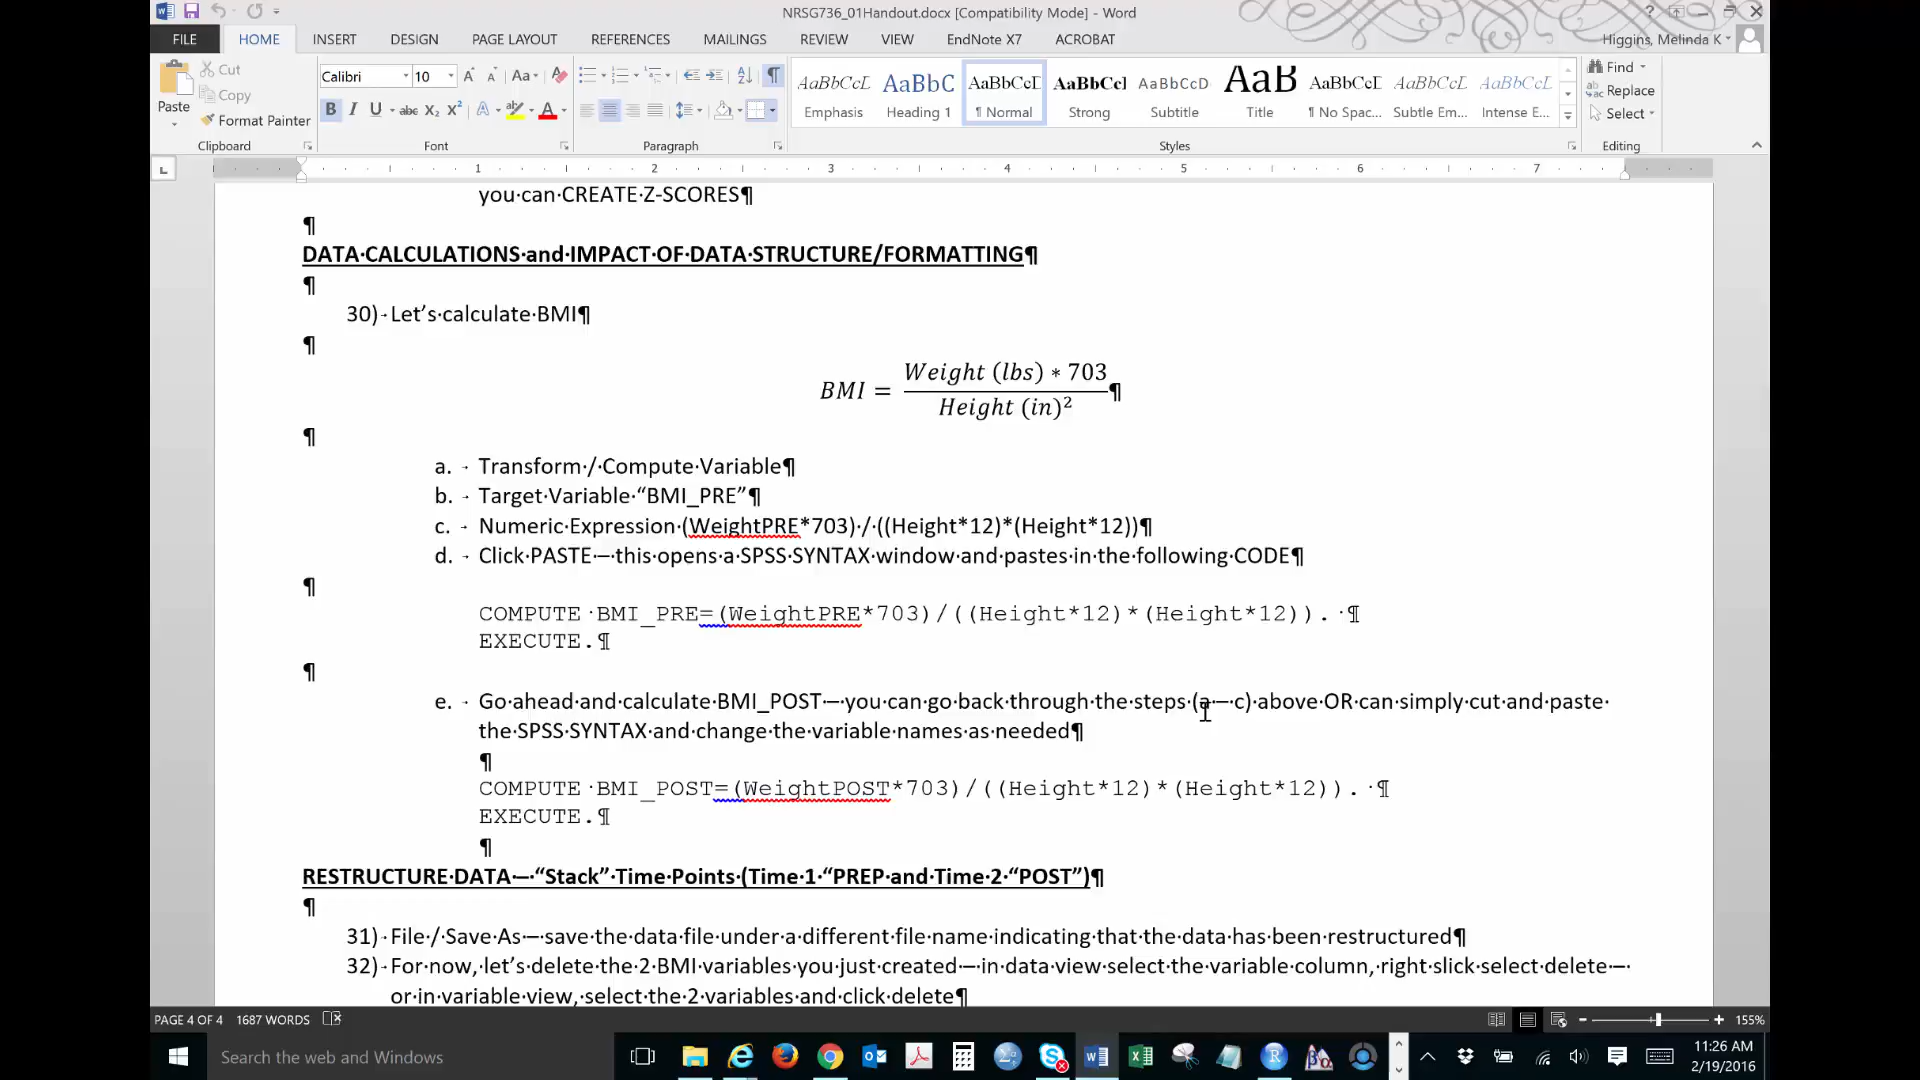 NRSG736_01Handout.docx [Compatibility Mode] - Word
FILE HOME INSERT DESIGN PAGE LAYOUT REFERENCES MAILINGS REVIEW VIEW EndNote X7 ACROBAT Higgins, Melinda K
Cut
Copy
Paste
Format Painter
Clipboard
Calibri 10
Font
Paragraph
AaBbCcL AaBbC AaBbCcD AaBbCcI AaBbCcD AaB AaBbCcD AaBbCcD AaBbCcD
Emphasis Heading 1 ¶ Normal Strong Subtitle Title ¶ No Spac... Subtle Em... Intense E...
Styles
Find
Replace
Select
Editing
1 2 3 4 5 6 7
you·can·CREATE·Z-SCORES¶
¶
DATA·CALCULATIONS·and·IMPACT·OF·DATA·STRUCTURE/FORMATTING¶
¶
30) Let's·calculate·BMI¶
¶
BMI = Weight (lbs) * 703 / Height (in)² ¶
¶
a. Transform·/·Compute·Variable¶
b. Target·Variable·“BMI_PRE”¶
c. Numeric·Expression·(WeightPRE*703)·/·((Height*12)*(Height*12))¶
d. Click·PASTE·–·this·opens·a·SPSS·SYNTAX·window·and·pastes·in·the·following·CODE¶
¶
COMPUTE·BMI_PRE=(WeightPRE*703)/((Height*12)*(Height*12)).·¶
EXECUTE.¶
¶
e. Go·ahead·and·calculate·BMI_POST·–·you·can·go·back·through·the·steps·(a·–·c)·above·OR·can·simply·cut·and·paste·
the·SPSS·SYNTAX·and·change·the·variable·names·as·needed¶
¶
COMPUTE·BMI_POST=(WeightPOST*703)/((Height*12)*(Height*12)).·¶
EXECUTE.¶
¶
RESTRUCTURE·DATA·–·“Stack”·Time·Points·(Time·1·“PREP·and·Time·2·“POST”)¶
¶
31) File·/·Save·As·–·save·the·data·file·under·a·different·file·name·indicating·that·the·data·has·been·restructured¶
32) For·now,·let's·delete·the·2·BMI·variables·you·just·created·–·in·data·view·select·the·variable·column,·right·slick·select·delete·–·
or·in·variable·view,·select·the·2·variables·and·click·delete¶
PAGE 4 OF 4 1687 WORDS 155%
Search the web and Windows
11:26 AM
2/19/2016